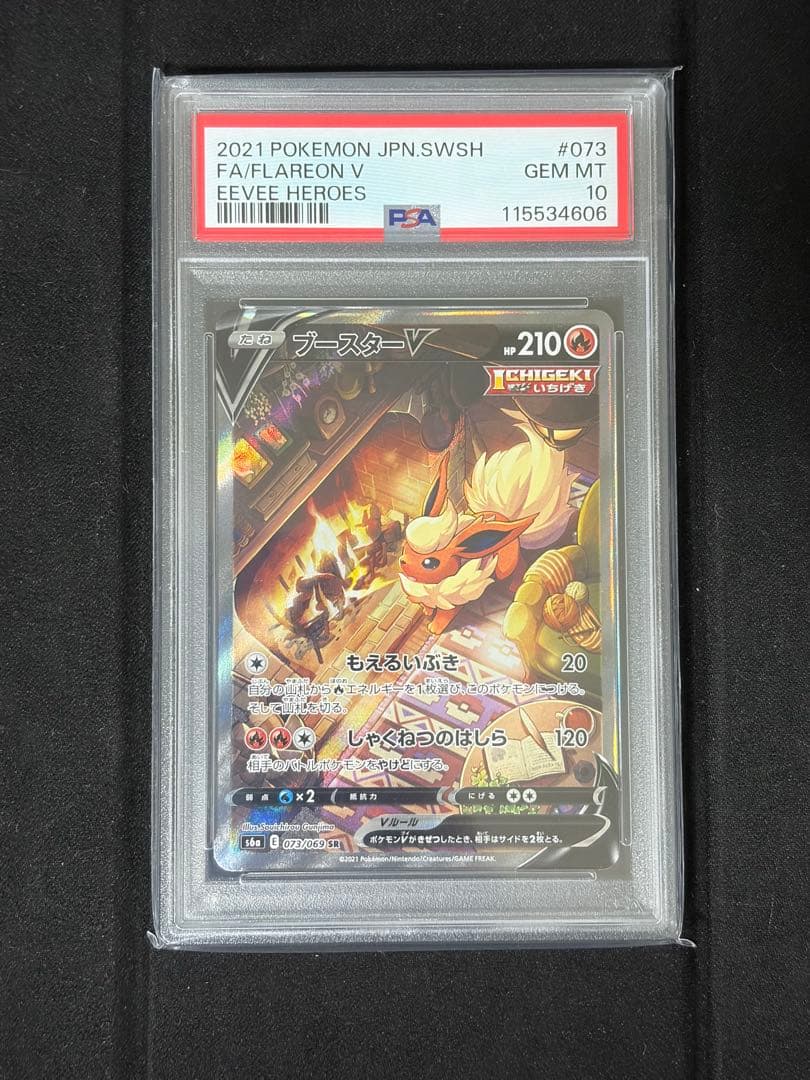 2021 POKEMON JPN.SWSH #073
FA/FLAREON V GEM MT
EEVEE HEROES 10
PSA 115534606
たね ブースターV HP 210
ICHIGEKI
いちげき
もえるいぶき 20
自分の山札から エネルギーを1枚選び、このポケモンにつける。
そして山札を切る。
しゃくねつのはしら 120
相手のバトルポケモンをやけどにする。
弱点 ×2 抵抗力 にげる
Illus. Souichirou Gunjima
Vルール
ポケモンVがきぜつしたとき、相手はサイドを2枚とる。
s6a E 073/069 SR
©2021 Pokémon/Nintendo/Creatures/GAME FREAK.